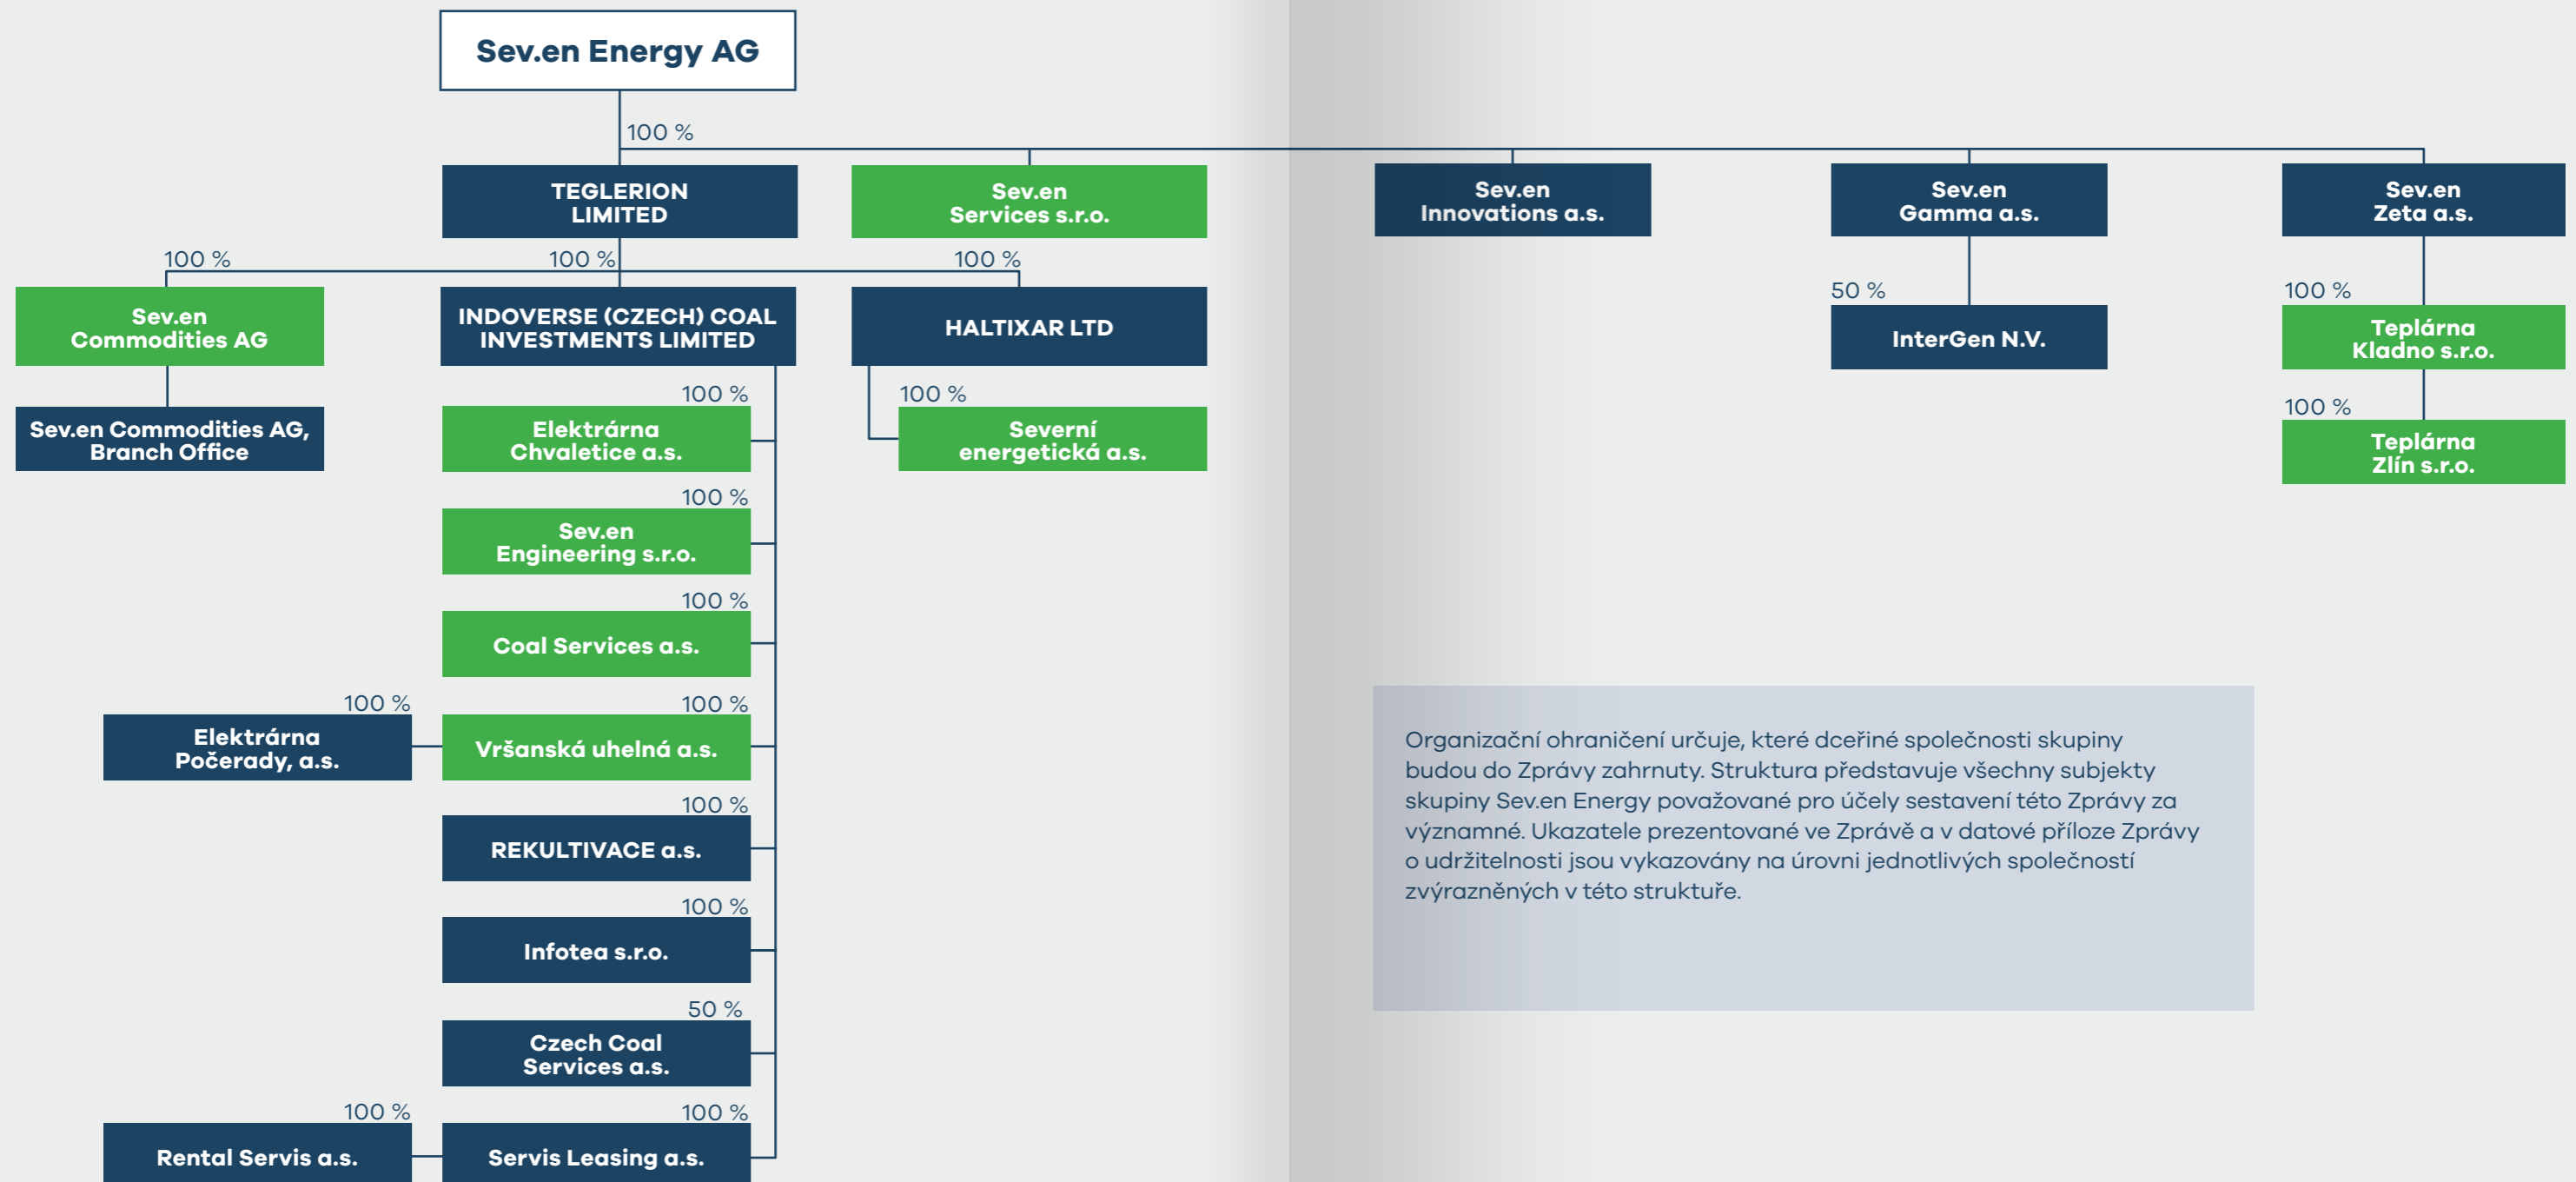 Sev.en Energy AG
100 %
TEGLERION
LIMITED
Sev.en
Services s.r.o.
Sev.en
Innovations a.s.
Sev.en
Gamma a.s.
Sev.en
Zeta a.s.
100 %
100 %
100 %
Sev.en
Commodities AG
INDOVERSE (CZECH) COAL
INVESTMENTS LIMITED
HALTIXAR LTD
50 %
InterGen N.V.
100 %
Teplárna
Kladno s.r.o.
Sev.en Commodities AG,
Branch Office
100 %
Elektrárna
Chvaletice a.s.
100 %
Severní
energetická a.s.
100 %
Teplárna
Zlín s.r.o.
100 %
Sev.en
Engineering s.r.o.
100 %
Coal Services a.s.
100 %
Elektrárna
Počerady, a.s.
100 %
Vršanská uhelná a.s.
100 %
REKULTIVACE a.s.
100 %
Infotea s.r.o.
50 %
Czech Coal
Services a.s.
100 %
Rental Servis a.s.
100 %
Servis Leasing a.s.
Organizační ohraničení určuje, které dceřiné společnosti skupiny
budou do Zprávy zahrnuty. Struktura představuje všechny subjekty
skupiny Sev.en Energy považované pro účely sestavení této Zprávy za
významné. Ukazatele prezentované ve Zprávě a v datové příloze Zprávy
o udržitelnosti jsou vykazovány na úrovni jednotlivých společností
zvýrazněných v této struktuře.